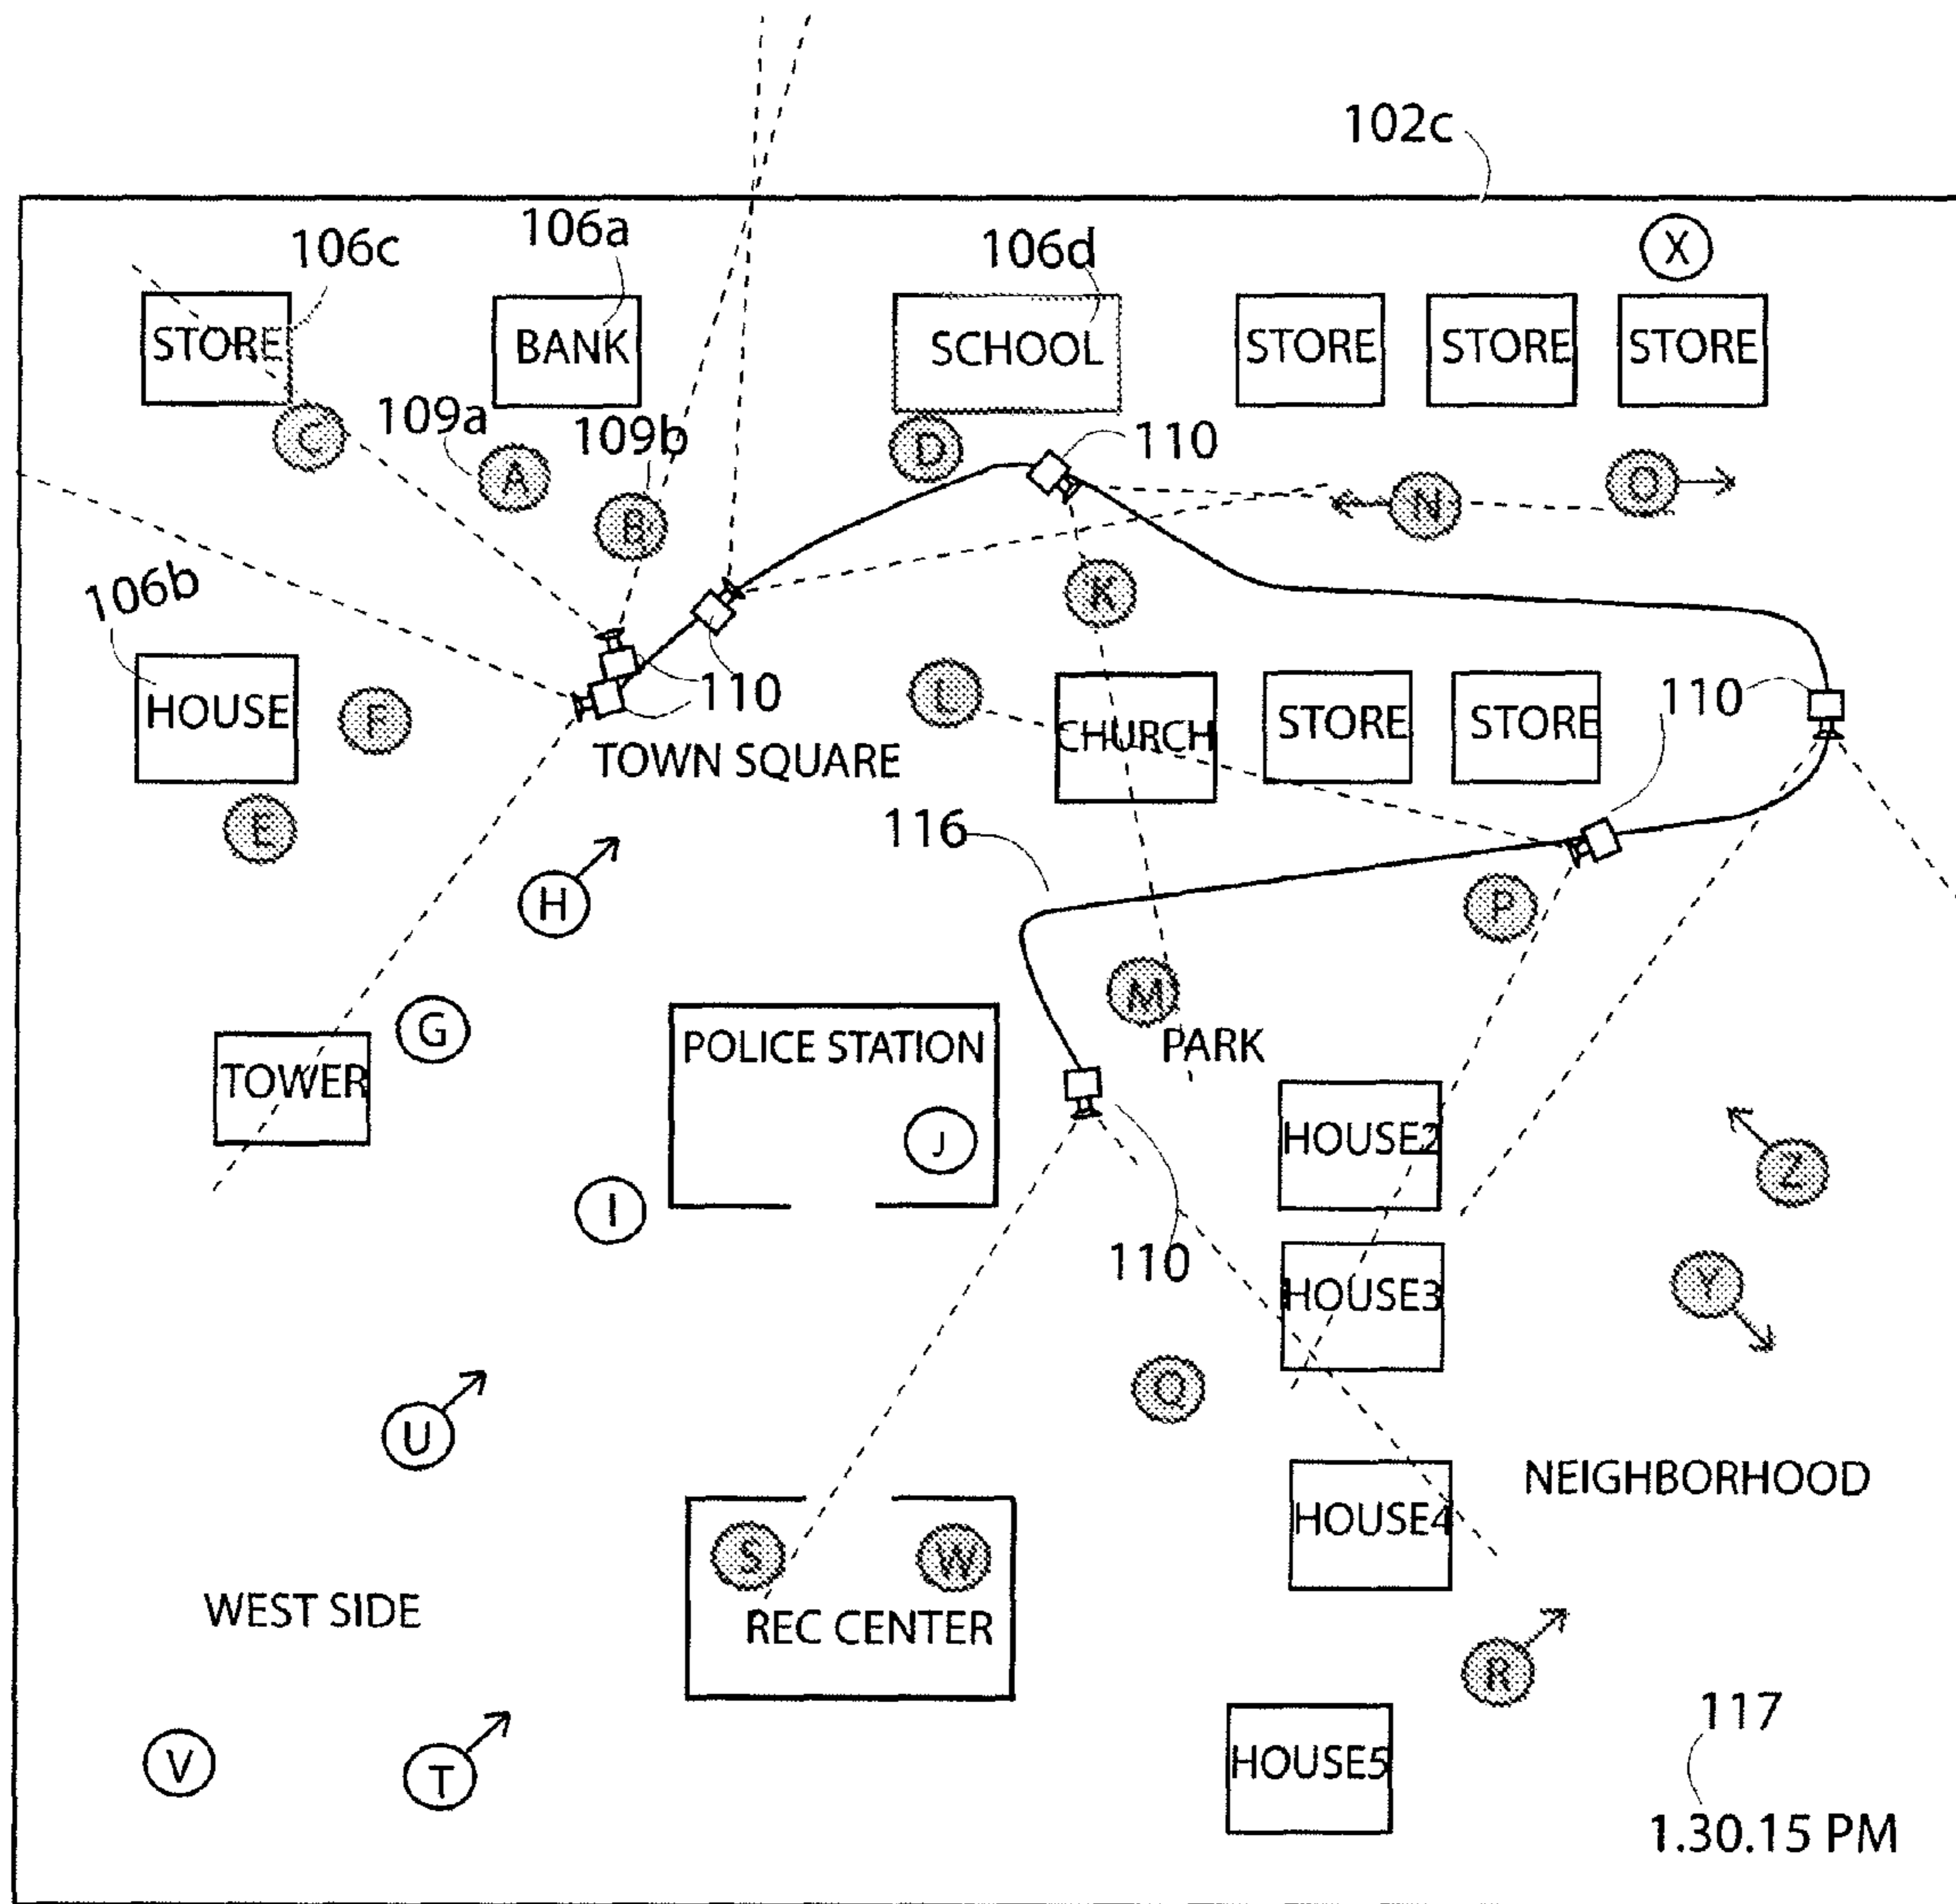 102c
X
106c
106a
106d
STORE
BANK
SCHOOL
STORE
STORE
STORE
C
109a
109b
D
110
A
B
N
O
106b
K
HOUSE
F
110
L
CHURCH
STORE
STORE
110
TOWN SQUARE
E
116
H
P
M
G
POLICE STATION
PARK
TOWER
J
HOUSE2
Z
I
110
HOUSE3
Y
Q
U
NEIGHBORHOOD
HOUSE4
S
W
WEST SIDE
REC CENTER
R
117
V
T
HOUSE5
1.30.15 PM